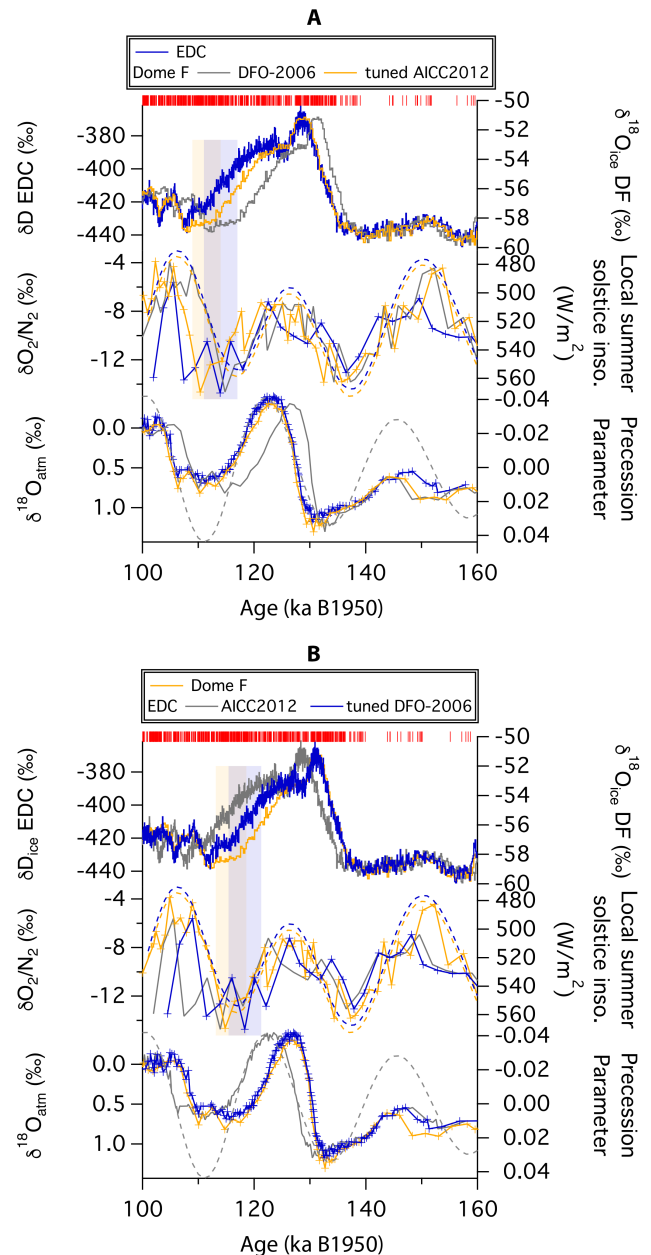 A
EDC
Dome F DFO-2006 tuned AICC2012
δD EDC (‰)
-380
-400
-420
-440
-50
-52
-54
-56
-58
-60
δ18Oice DF (‰)
δO2/N2 (‰)
-4
-8
-12
480
500
520
540
560
Local summer
solstice inso.
(W/m2)
δ18Oatm (‰)
0.0
0.5
1.0
-0.04
-0.02
0.00
0.02
0.04
Precession
Parameter
100 120 140 160
Age (ka B1950)
B
Dome F
EDC AICC2012 tuned DFO-2006
δDice EDC (‰)
-380
-400
-420
-440
-50
-52
-54
-56
-58
-60
δ18Oice DF (‰)
δO2/N2 (‰)
-4
-8
-12
480
500
520
540
560
Local summer
solstice inso.
(W/m2)
δ18Oatm (‰)
0.0
0.5
1.0
-0.04
-0.02
0.00
0.02
0.04
Precession
Parameter
100 120 140 160
Age (ka B1950)